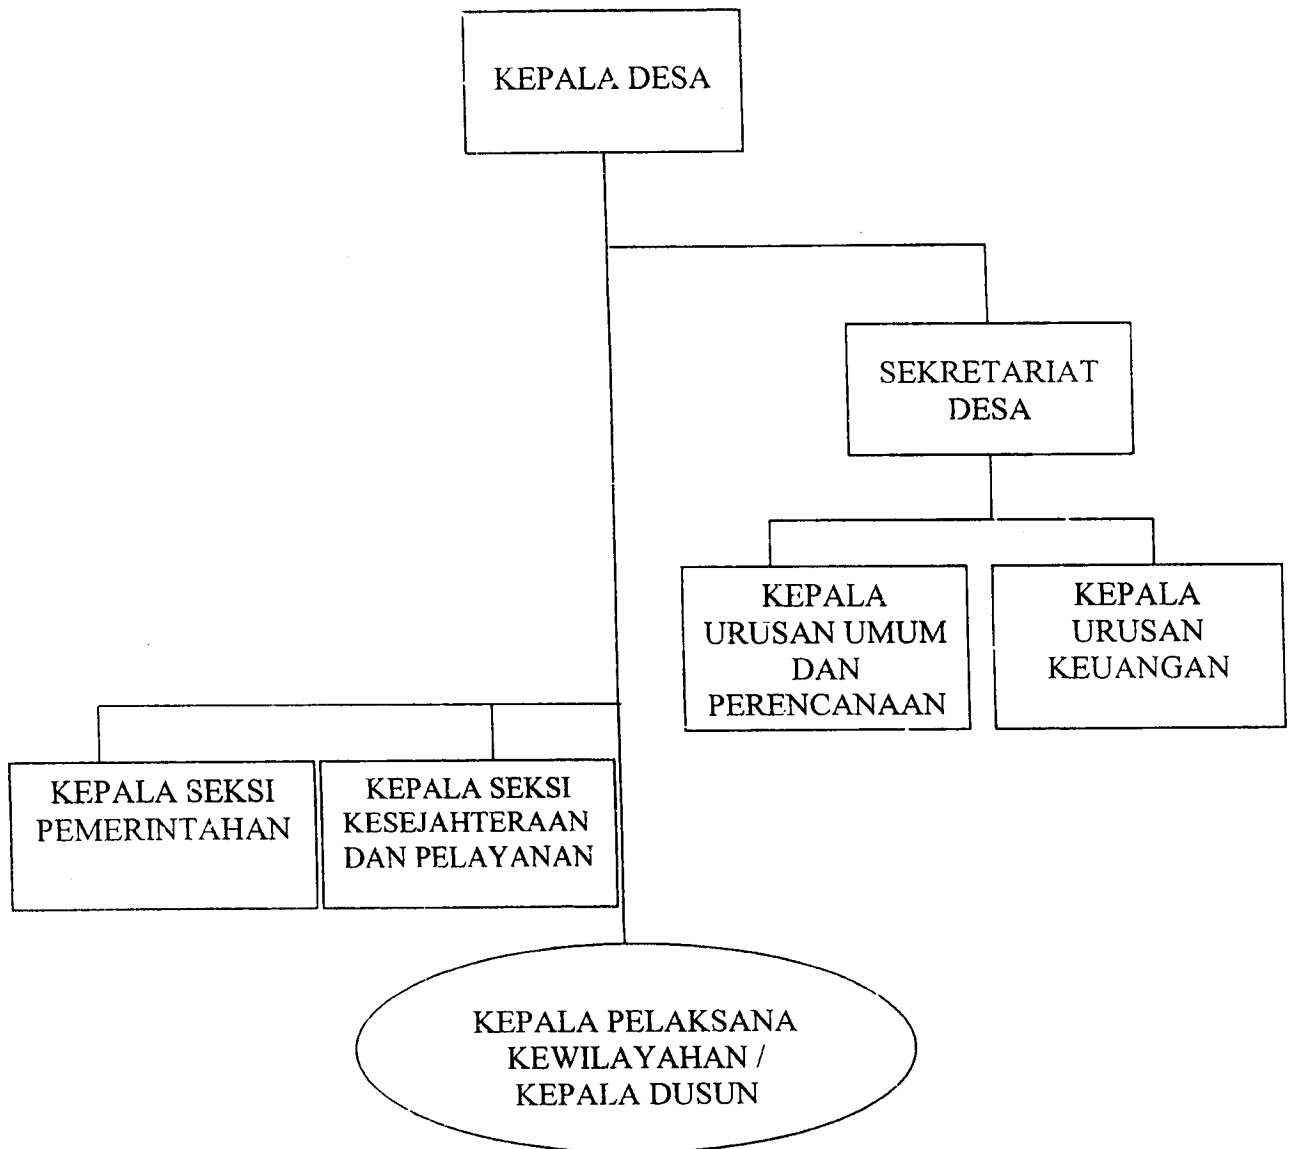 KEPALA DESA
SEKRETARIAT
DESA
KEPALA
URUSAN UMUM
DAN
PERENCANAAN
KEPALA
URUSAN
KEUANGAN
KEPALA SEKSI
PEMERINTAHAN
KEPALA SEKSI
KESEJAHTERAAN
DAN PELAYANAN
KEPALA PELAKSANA
KEWILAYAHAN /
KEPALA DUSUN